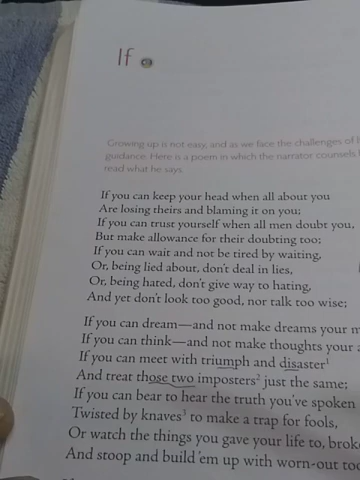 If
Growing up is not easy, and as we face the challenges of
guidance. Here is a poem in which the narrator counsels
read what he says.
If you can keep your head when all about you
Are losing theirs and blaming it on you;
If you can trust yourself when all men doubt you,
But make allowance for their doubting too;
If you can wait and not be tired by waiting,
Or, being lied about, don't deal in lies,
Or, being hated, don't give way to hating,
And yet don't look too good, nor talk too wise;
If you can dream—and not make dreams your
If you can think—and not make thoughts your
If you can meet with triumph and disaster¹
And treat those two imposters² just the same;
If you can bear to hear the truth you've spoken
Twisted by knaves³ to make a trap for fools,
Or watch the things you gave your life to,
And stoop and build 'em up with worn-out